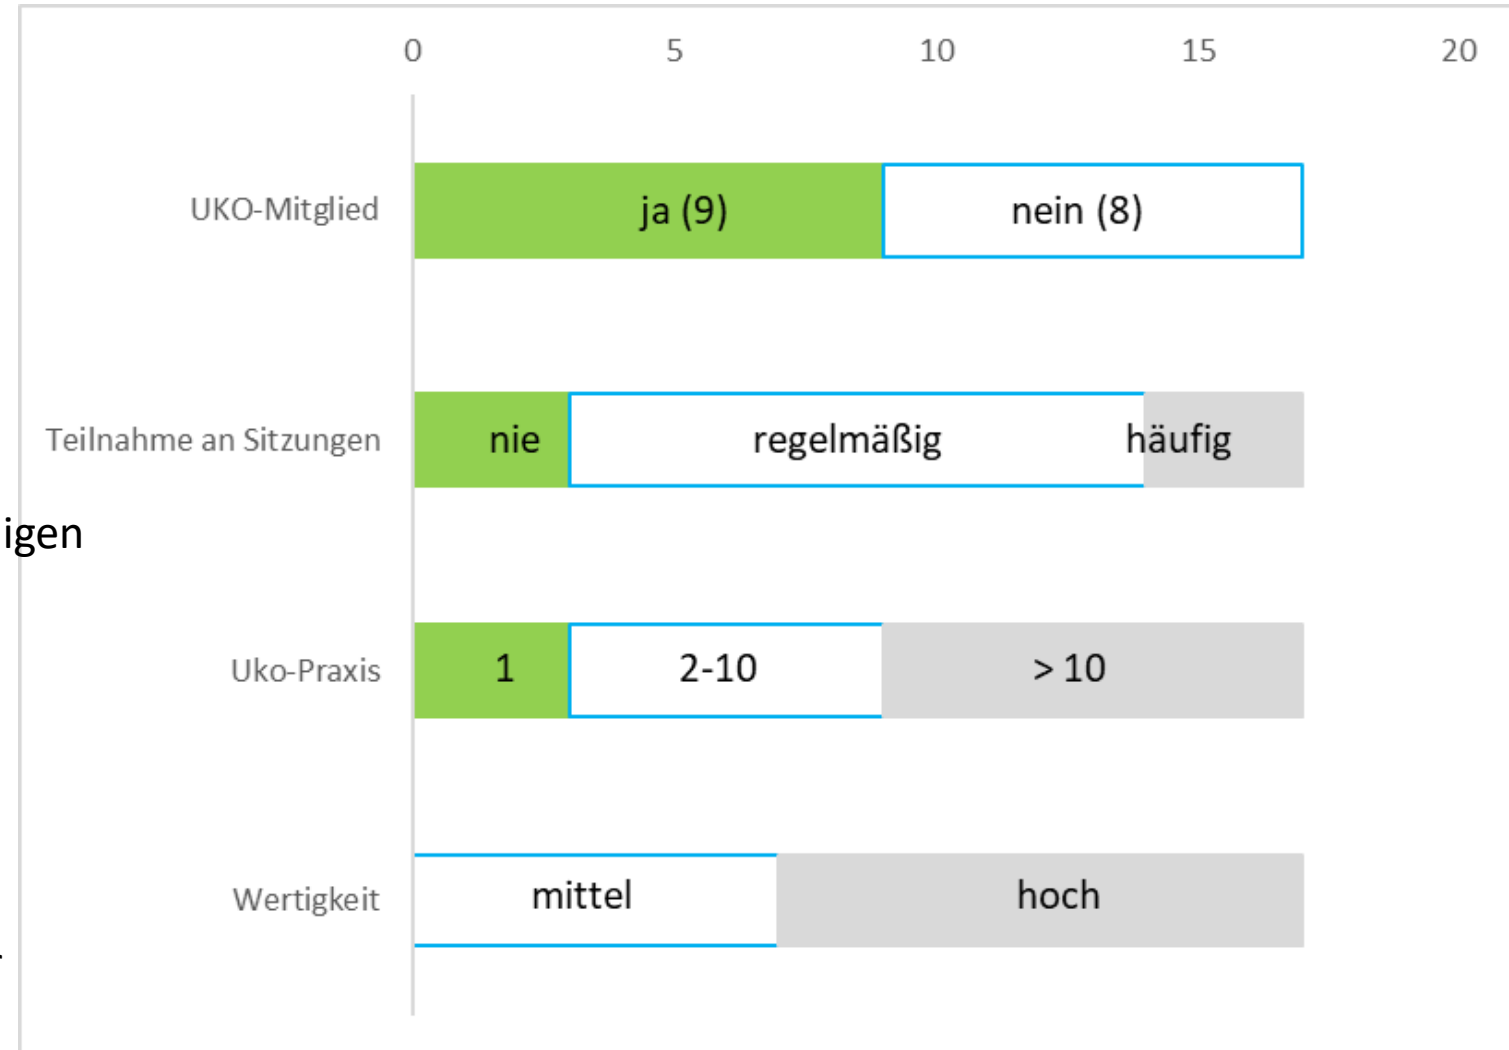 0 5 10 15 20
UKO-Mitglied ja (9) nein (8)
Teilnahme an Sitzungen nie regelmäßig häufig
igen
Uko-Praxis 1 2-10 > 10
Wertigkeit mittel hoch